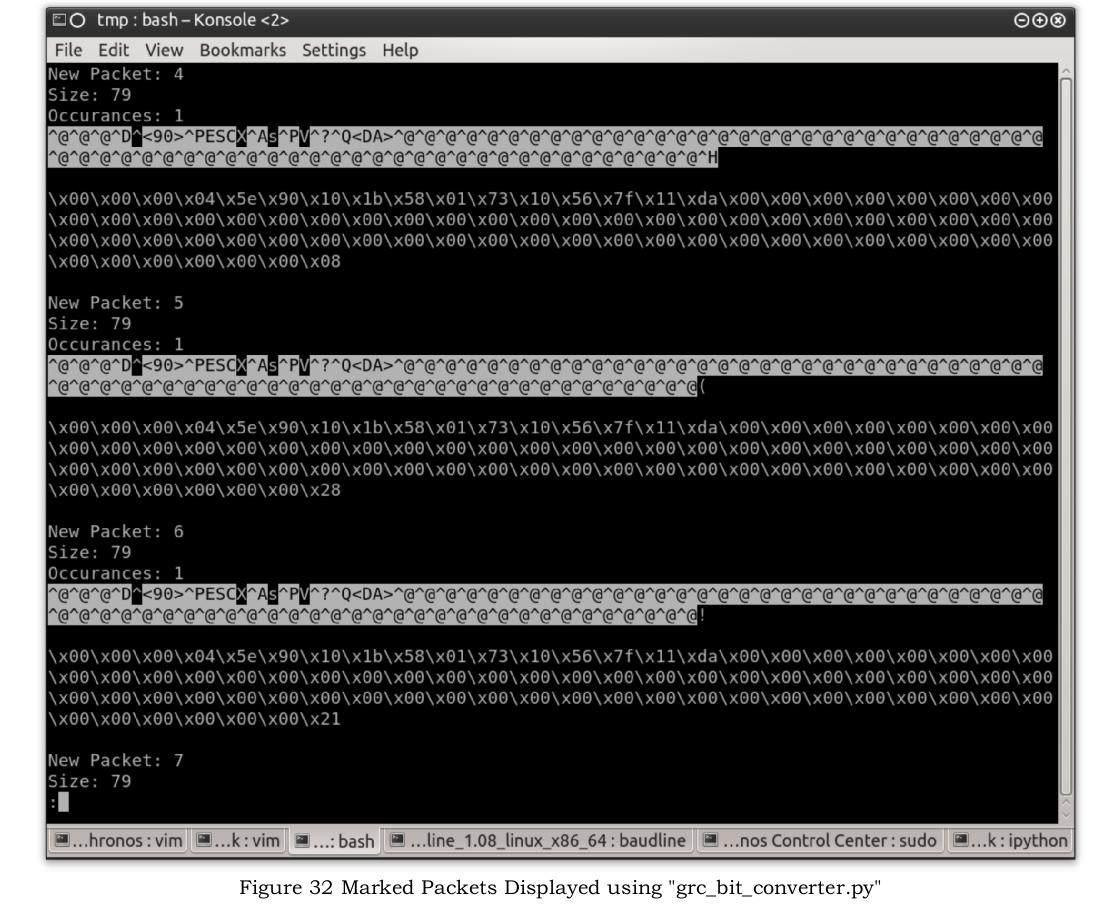 tmp : bash – Konsole <2>
File Edit View Bookmarks Settings Help
New Packet: 4
Size: 79
Occurances: 1
^@^@^@^D^<90>^PESCX^As^PV^?^Q<DA>^@^@^@^@^@^@^@^@^@^@^@^@^@^@^@^@^@^@^@^@^@^@^@^@^@^@^@^@^@^@^@
^@^@^@^@^@^@^@^@^@^@^@^@^@^@^@^@^@^@^@^@^@^@^@^@^@^@^@^@^@^@^@^H
\x00\x00\x00\x04\x5e\x90\x10\x1b\x58\x01\x73\x10\x56\x7f\x11\xda\x00\x00\x00\x00\x00\x00\x00\x00
\x00\x00\x00\x00\x00\x00\x00\x00\x00\x00\x00\x00\x00\x00\x00\x00\x00\x00\x00\x00\x00\x00\x00\x00
\x00\x00\x00\x00\x00\x00\x00\x00\x00\x00\x00\x00\x00\x00\x00\x00\x00\x00\x00\x00\x00\x00\x00\x00
\x00\x00\x00\x00\x00\x00\x08
New Packet: 5
Size: 79
Occurances: 1
^@^@^@^D^<90>^PESCX^As^PV^?^Q<DA>^@^@^@^@^@^@^@^@^@^@^@^@^@^@^@^@^@^@^@^@^@^@^@^@^@^@^@^@^@^@^@
^@^@^@^@^@^@^@^@^@^@^@^@^@^@^@^@^@^@^@^@^@^@^@^@^@^@^@^@^@^@^@(
\x00\x00\x00\x04\x5e\x90\x10\x1b\x58\x01\x73\x10\x56\x7f\x11\xda\x00\x00\x00\x00\x00\x00\x00\x00
\x00\x00\x00\x00\x00\x00\x00\x00\x00\x00\x00\x00\x00\x00\x00\x00\x00\x00\x00\x00\x00\x00\x00\x00
\x00\x00\x00\x00\x00\x00\x00\x00\x00\x00\x00\x00\x00\x00\x00\x00\x00\x00\x00\x00\x00\x00\x00\x00
\x00\x00\x00\x00\x00\x00\x28
New Packet: 6
Size: 79
Occurances: 1
^@^@^@^D^<90>^PESCX^As^PV^?^Q<DA>^@^@^@^@^@^@^@^@^@^@^@^@^@^@^@^@^@^@^@^@^@^@^@^@^@^@^@^@^@^@^@
^@^@^@^@^@^@^@^@^@^@^@^@^@^@^@^@^@^@^@^@^@^@^@^@^@^@^@^@^@^@^@!
\x00\x00\x00\x04\x5e\x90\x10\x1b\x58\x01\x73\x10\x56\x7f\x11\xda\x00\x00\x00\x00\x00\x00\x00\x00
\x00\x00\x00\x00\x00\x00\x00\x00\x00\x00\x00\x00\x00\x00\x00\x00\x00\x00\x00\x00\x00\x00\x00\x00
\x00\x00\x00\x00\x00\x00\x00\x00\x00\x00\x00\x00\x00\x00\x00\x00\x00\x00\x00\x00\x00\x00\x00\x00
\x00\x00\x00\x00\x00\x00\x21
New Packet: 7
Size: 79
:
...hronos : vim ...k : vim ...: bash ...line_1.08_linux_x86_64 : baudline ...nos Control Center : sudo ...k : ipython
Figure 32 Marked Packets Displayed using "grc_bit_converter.py"